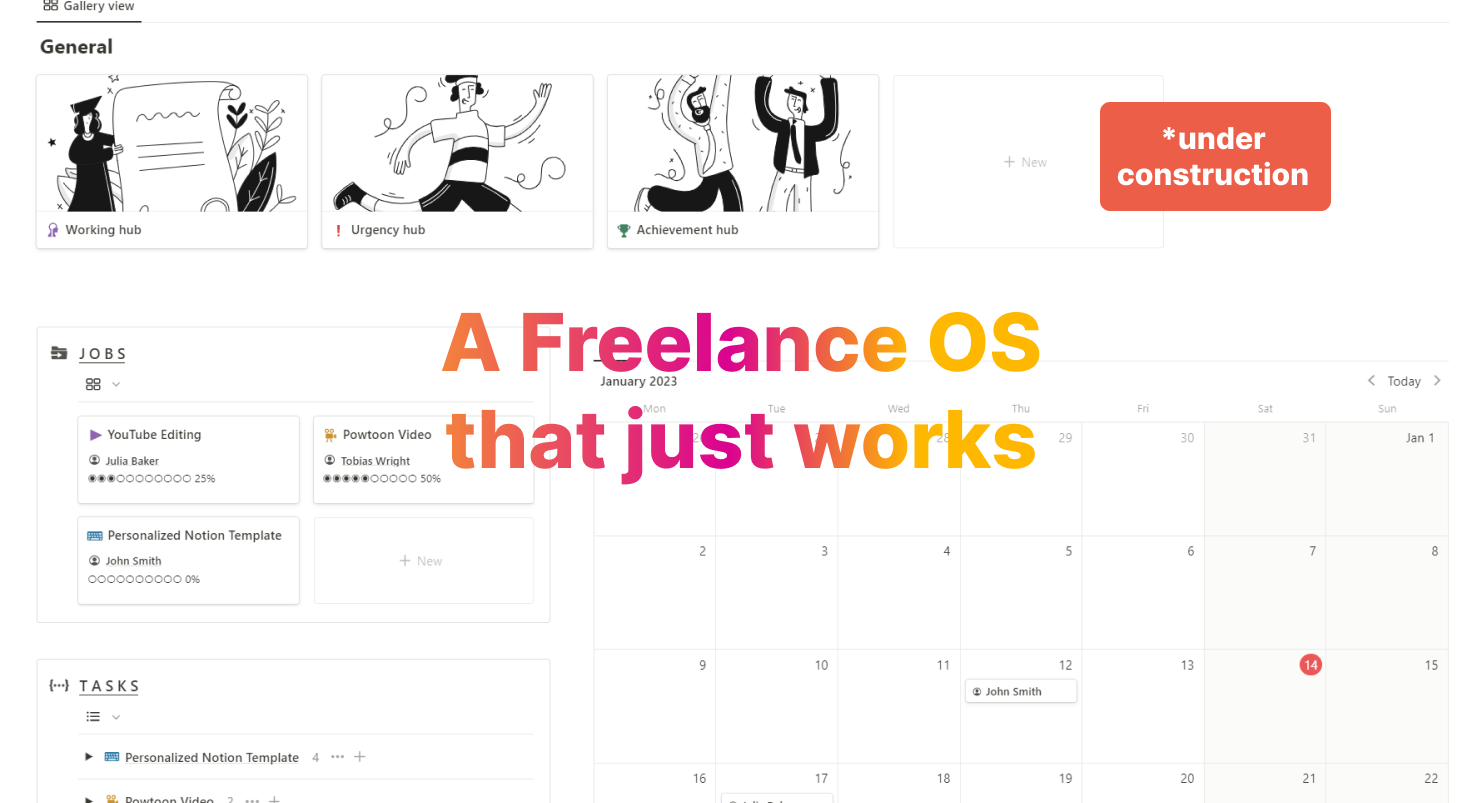 Gallery view
General
*under
construction
+ New
Working hub
Urgency hub
Achievement hub
A Freelance OS
that just works
JOBS
YouTube Editing
Julia Baker
25%
Powtoon Video
Tobias Wright
50%
Personalized Notion Template
John Smith
0%
+ New
TASKS
Personalized Notion Template 4 ••• +
Powtoon Video 2 ••• +
January 2023
Today
Mon Tue Wed Thu Fri Sat Sun
28 29 30 31 Jan 1
2 3 4 5 6 7 8
9 10 11 12 13 14 15
John Smith
16 17 18 19 20 21 22